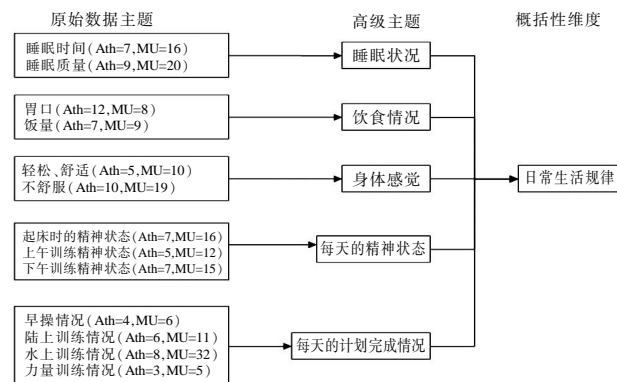 原始数据主题
高级主题
概括性维度
睡眠时间(Ath=7,MU=16)
睡眠质量(Ath=9,MU=20)
睡眠状况
胃口(Ath=12,MU=8)
饭量(Ath=7,MU=9)
饮食情况
轻松、舒适(Ath=5,MU=10)
不舒服(Ath=10,MU=19)
身体感觉
日常生活规律
起床时的精神状态(Ath=7,MU=16)
上午训练精神状态(Ath=5,MU=12)
下午训练精神状态(Ath=7,MU=15)
每天的精神状态
早操情况(Ath=4,MU=6)
陆上训练情况(Ath=6,MU=11)
水上训练情况(Ath=8,MU=32)
力量训练情况(Ath=3,MU=5)
每天的计划完成情况